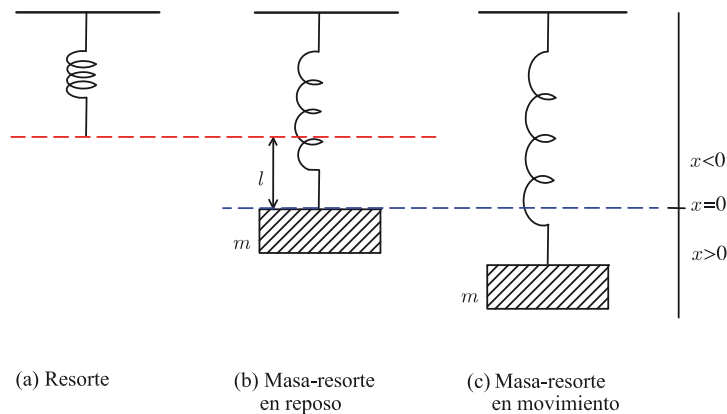 l
m
m
x<0
x=0
x>0
(a) Resorte
(b) Masa-resorte
en reposo
(c) Masa-resorte
en movimiento